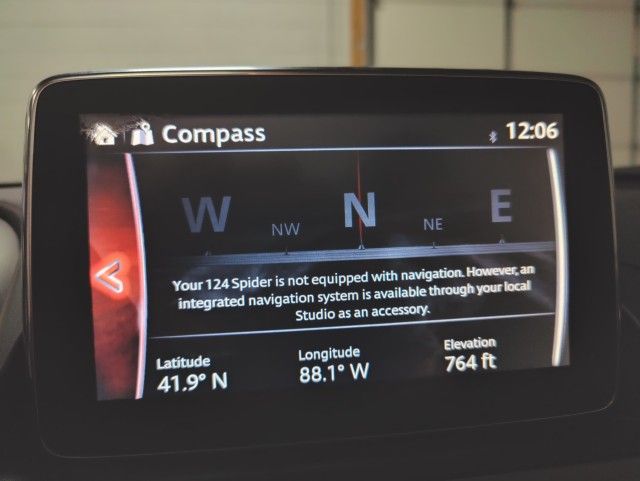 Compass
12:06
W NW N NE E
Your 124 Spider is not equipped with navigation. However, an
integrated navigation system is available through your local
Studio as an accessory.
Latitude
41.9° N
Longitude
88.1° W
Elevation
764 ft